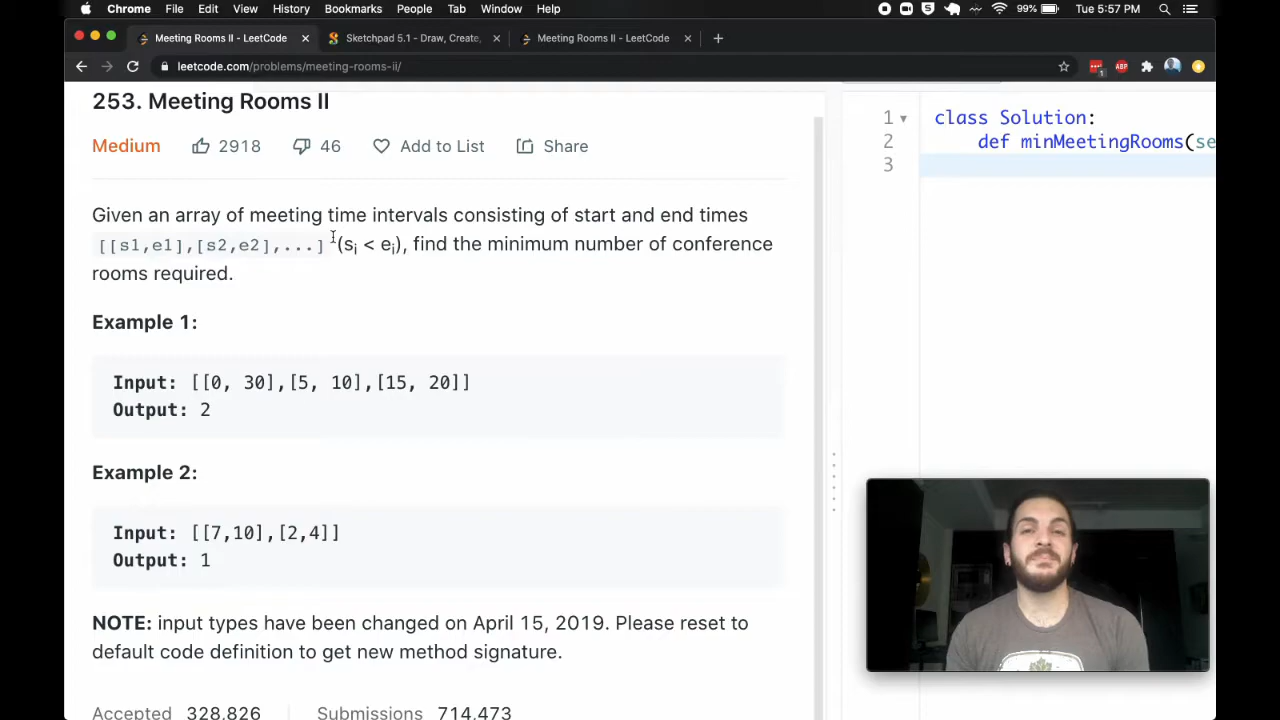 Chrome File Edit View History Bookmarks People Tab Window Help 99% Tue 5:57 PM
Meeting Rooms II - LeetCode × Sketchpad 5.1 - Draw, Create, × Meeting Rooms II - LeetCode × +
leetcode.com/problems/meeting-rooms-ii/
253. Meeting Rooms II
Medium 2918 46 Add to List Share
Given an array of meeting time intervals consisting of start and end times
[[s1,e1],[s2,e2],...] (si < ei), find the minimum number of conference
rooms required.
Example 1:
Input: [[0, 30],[5, 10],[15, 20]]
Output: 2
Example 2:
Input: [[7,10],[2,4]]
Output: 1
NOTE: input types have been changed on April 15, 2019. Please reset to
default code definition to get new method signature.
Accepted 328,826 Submissions 714,473
1 class Solution:
2 def minMeetingRooms(se
3